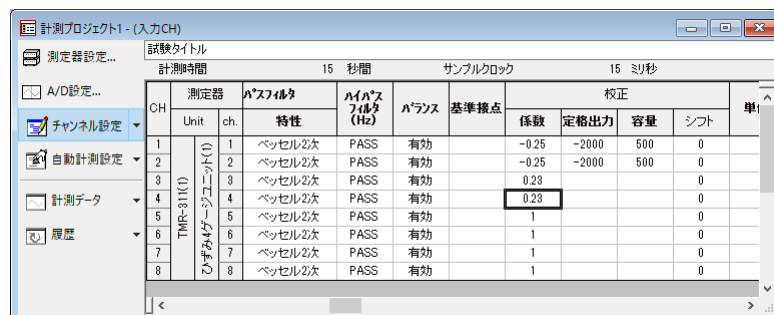 計測プロジェクト1 - (入力CH)
測定器設定...
A/D設定...
チャンネル設定
自動計測設定
計測データ
履歴
試験タイトル
計測時間 15 秒間 サンプルクロック 15 ミリ秒
CH 測定器 ﾊﾟｽﾌｨﾙﾀ ﾊｲﾊﾟｽﾌｨﾙﾀ(Hz) ﾊﾞﾗﾝｽ 基準接点 校正
Unit ch. 特性 係数 定格出力 容量 シフト
TMR-311(1)
ひずみ4ゲージユニット(1)
1 1 ベッセル2次 PASS 有効 -0.25 -2000 500 0
2 2 ベッセル2次 PASS 有効 -0.25 -2000 500 0
3 3 ベッセル2次 PASS 有効 0.23 0
4 4 ベッセル2次 PASS 有効 0.23 0
5 5 ベッセル2次 PASS 有効 1 0
6 6 ベッセル2次 PASS 有効 1 0
7 7 ベッセル2次 PASS 有効 1 0
8 8 ベッセル2次 PASS 有効 1 0